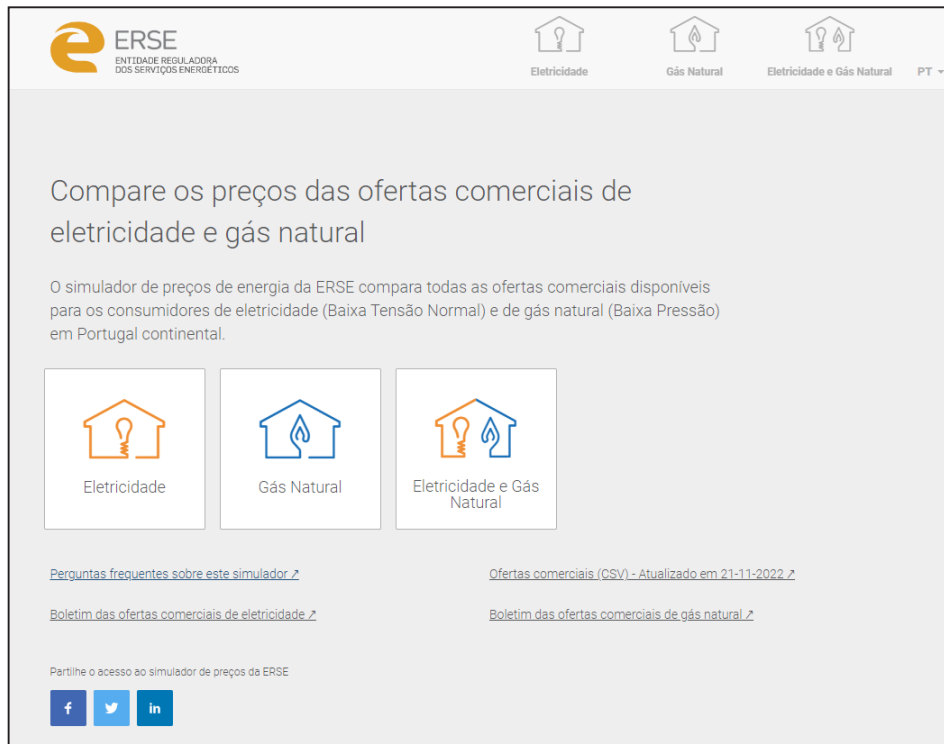 ERSE
ENTIDADE REGULADORA
DOS SERVIÇOS ENERGÉTICOS
Eletricidade
Gás Natural
Eletricidade e Gás Natural
PT
Compare os preços das ofertas comerciais de
eletricidade e gás natural
O simulador de preços de energia da ERSE compara todas as ofertas comerciais disponíveis
para os consumidores de eletricidade (Baixa Tensão Normal) e de gás natural (Baixa Pressão)
em Portugal continental.
Eletricidade
Gás Natural
Eletricidade e Gás
Natural
Perguntas frequentes sobre este simulador ↗
Ofertas comerciais (CSV) - Atualizado em 21-11-2022 ↗
Boletim das ofertas comerciais de eletricidade ↗
Boletim das ofertas comerciais de gás natural ↗
Partilhe o acesso ao simulador de preços da ERSE
f
in